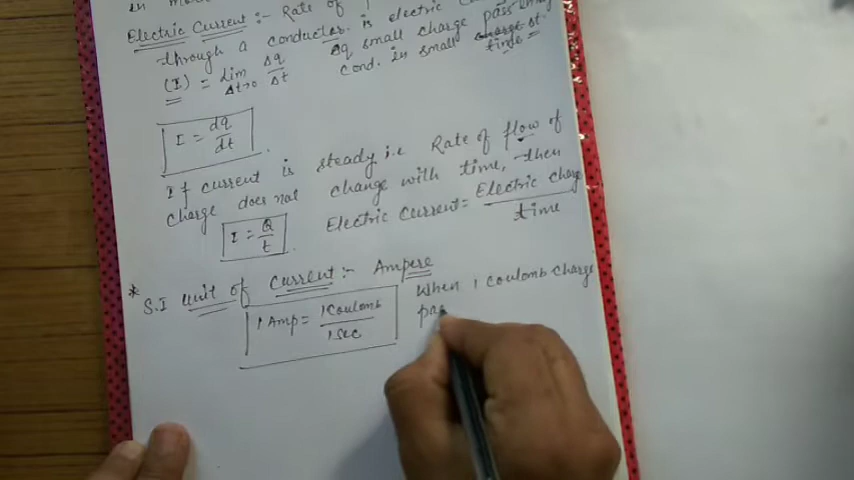 in
Electric Current :- Rate of
through a conductor is electric
(I) = Lim Δt→0 Δq/Δt Δq small charge passing
cond. in small time
I = dq/dt
If current is steady i.e Rate of flow of
charge does not change with time, then
I = Q/t Electric Current = Electric charge/time
* S.I unit of Current :- Ampere
1 Amp = 1 Coulomb/1 sec When 1 Coulomb charge
pas